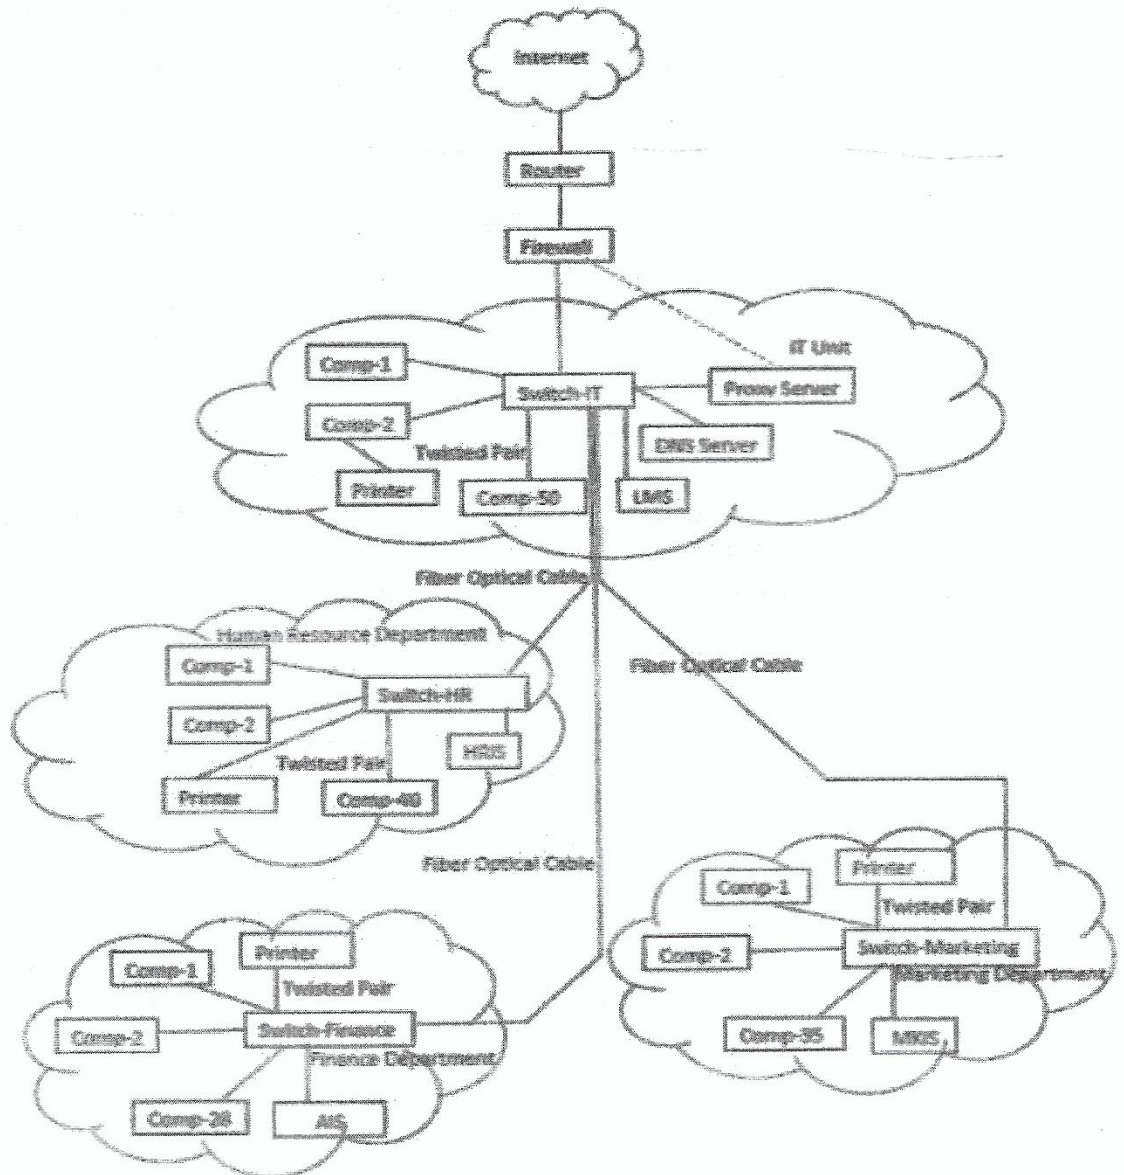 Internet
Router
Firewall
IT Unit
Comp-1
Switch-IT
Proxy Server
Comp-2
DNS Server
Twisted Pair
Printer
Comp-50
LMS
Fiber Optical Cable
Human Resource Department
Comp-1
Fiber Optical Cable
Switch-HR
Comp-2
HRIS
Twisted Pair
Printer
Comp-40
Fiber Optical Cable
Printer
Comp-1
Twisted Pair
Switch-Marketing
Comp-2
Marketing Department
Comp-35
MKIS
Printer
Comp-1
Twisted Pair
Switch-Finance
Comp-2
Finance Department
Comp-28
AIS